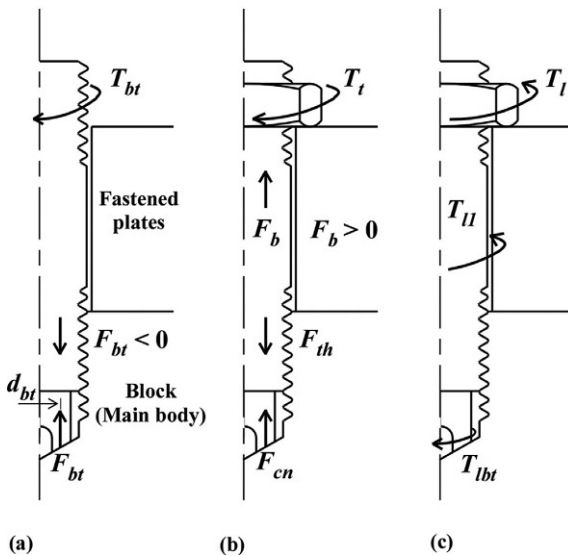 T_bt
Fastened
plates
F_bt < 0
d_bt
Block
(Main body)
F_bt
(a)
T_t
F_b
F_b > 0
F_th
F_cn
(b)
T_l
T_l1
T_lbt
(c)